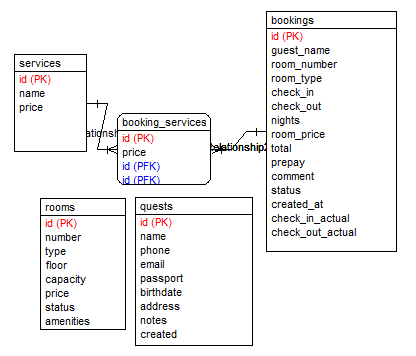 bookings
id (PK)
guest_name
room_number
room_type
check_in
check_out
nights
room_price
total
prepay
comment
status
created_at
check_in_actual
check_out_actual
services
id (PK)
name
price
booking_services
id (PK)
price
id (PFK)
id (PFK)
rooms
id (PK)
number
type
floor
capacity
price
status
amenities
quests
id (PK)
name
phone
email
passport
birthdate
address
notes
created